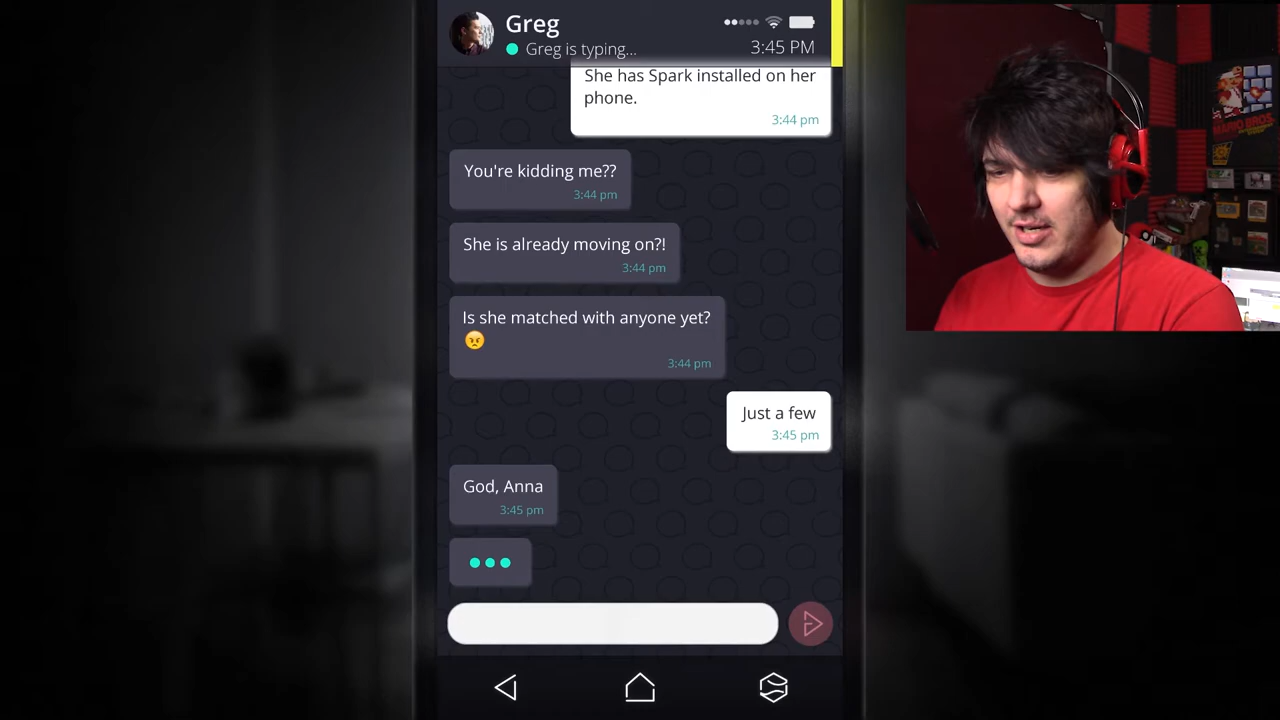 Greg
Greg is typing...
3:45 PM
She has Spark installed on her
phone.
3:44 pm
You're kidding me??
3:44 pm
She is already moving on?!
3:44 pm
Is she matched with anyone yet?
😠
3:44 pm
Just a few
3:45 pm
God, Anna
3:45 pm
MARIO BROS.